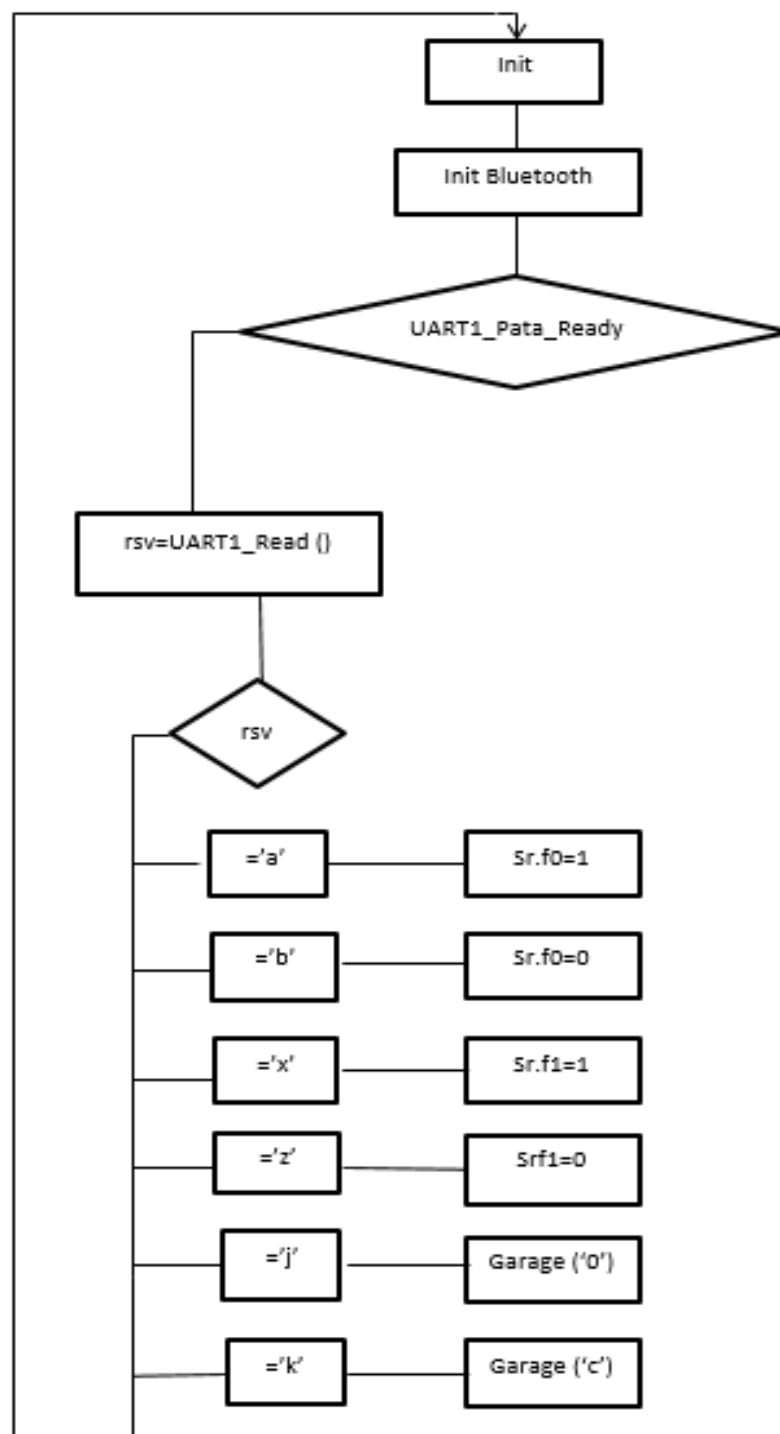 Init
Init Bluetooth
UART1_Pata_Ready
rsv=UART1_Read ()
rsv
=’a’ Sr.f0=1
=’b’ Sr.f0=0
=’x’ Sr.f1=1
=’z’ Srf1=0
=’j’ Garage (‘0’)
=’k’ Garage (‘c’)